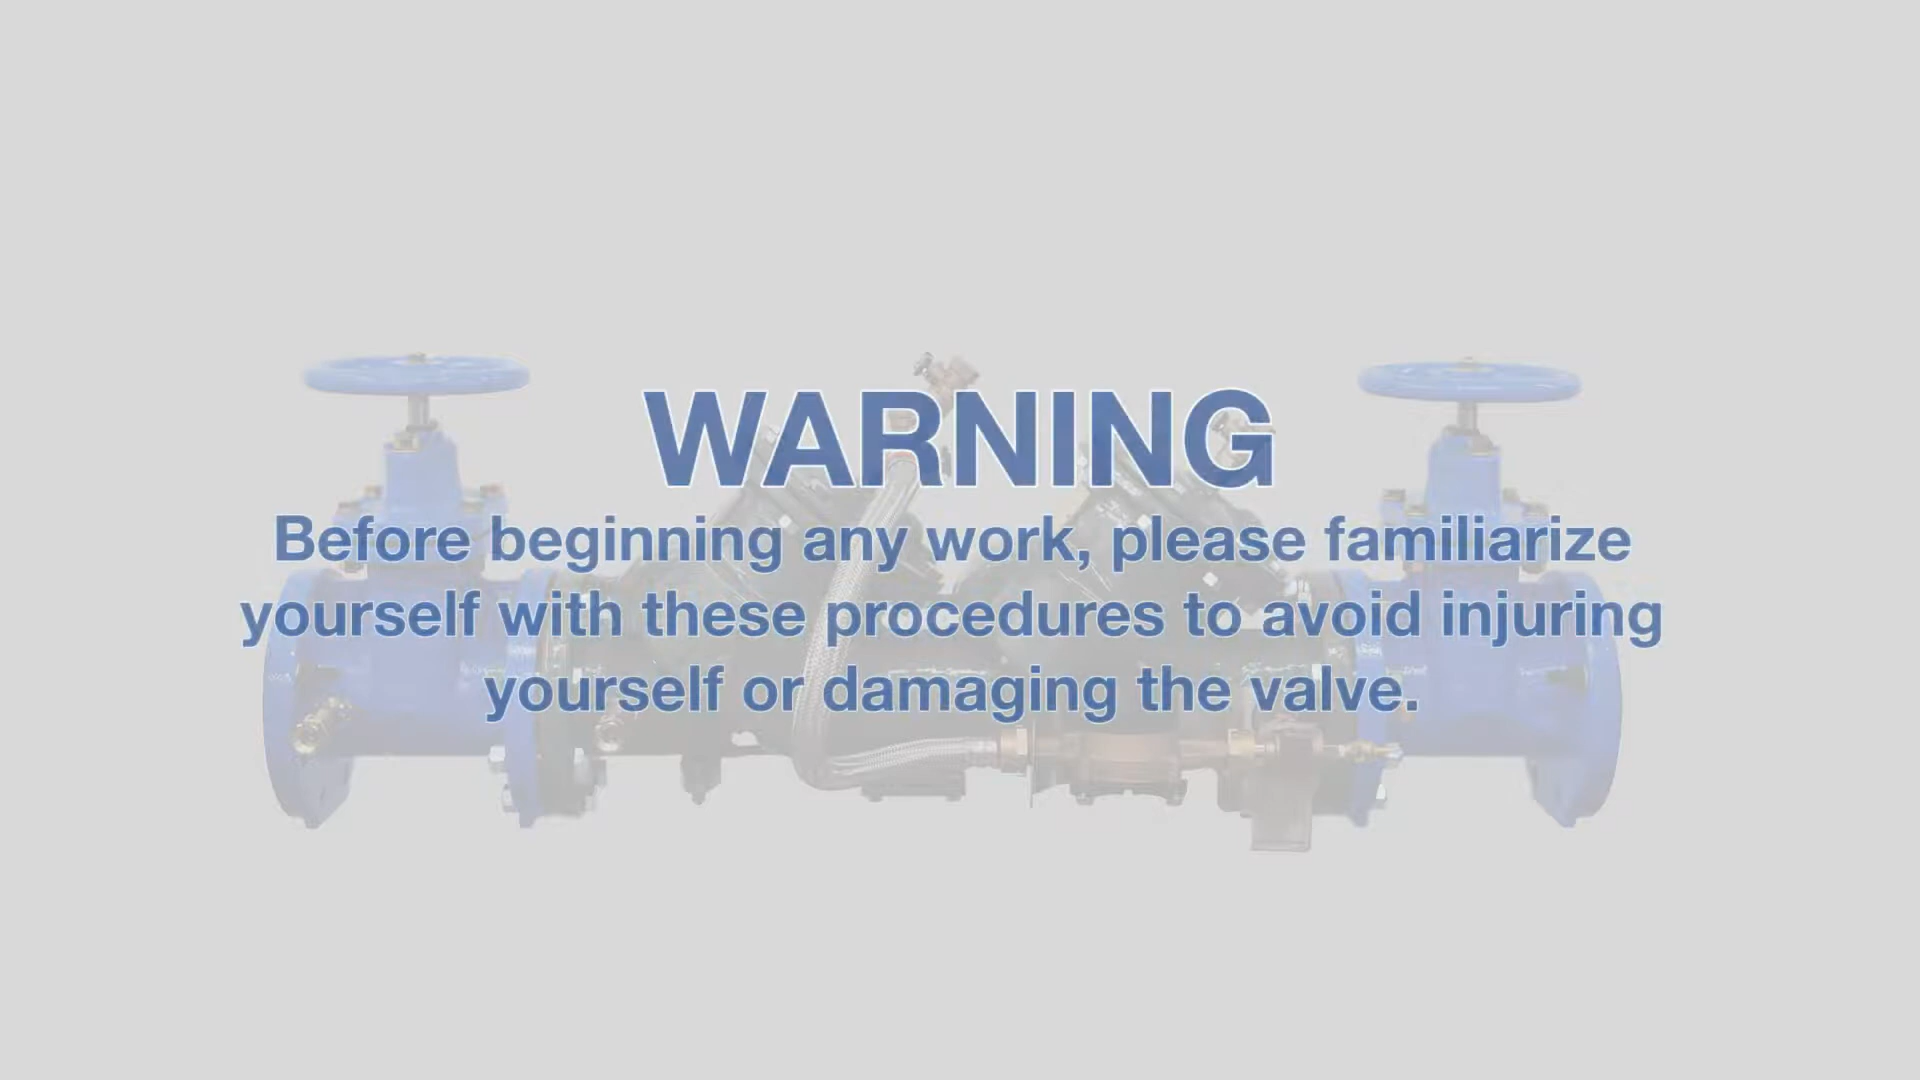 WARNING
Before beginning any work, please familiarize
yourself with these procedures to avoid injuring
yourself or damaging the valve.